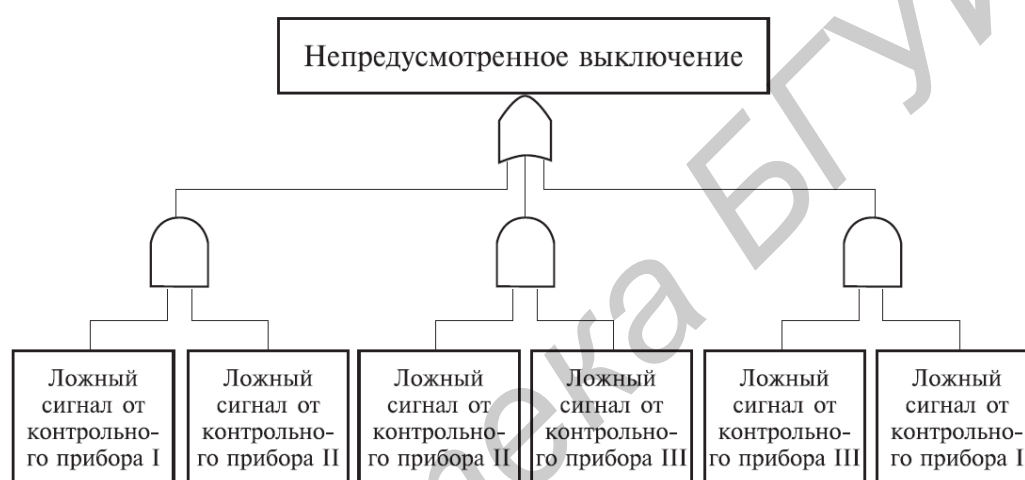 Непредусмотренное выключение
Ложный
сигнал от
контрольно-
го прибора I
Ложный
сигнал от
контрольно-
го прибора II
Ложный
сигнал от
контрольно-
го прибора II
Ложный
сигнал от
контрольно-
го прибора III
Ложный
сигнал от
контрольно-
го прибора III
Ложный
сигнал от
контрольно-
го прибора I